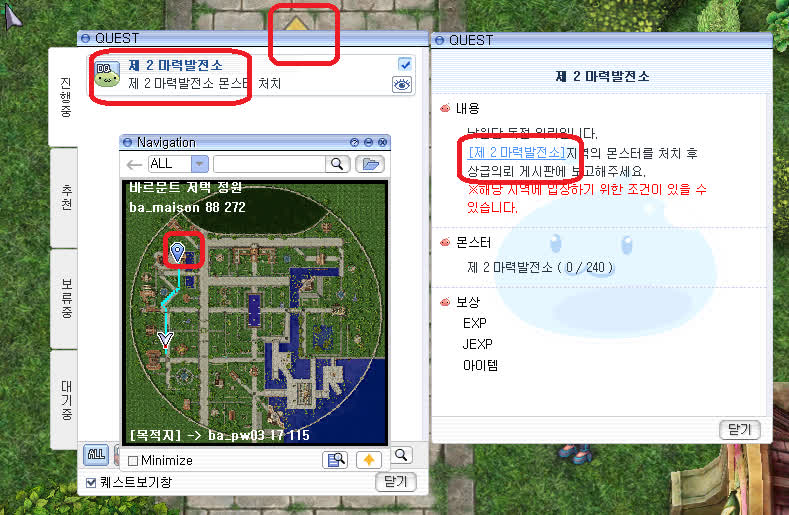 QUEST
제 2 마력발전소
제 2 마력발전소 몬스터 처치
진행중
추천
보류중
대기중
Navigation
ALL
바르문트 저택 정원
ba_maison 88 272
[목적지] -> ba_pw03 17 115
Minimize
ALL
퀘스트보기창
닫기
QUEST
제 2 마력발전소
내용
의뢰입니다.
[제 2 마력발전소]지역의 몬스터를 처치 후
상급의뢰 게시판에 보고해주세요.
※해당 지역에 입장하기 위한 조건이 있을 수
있습니다.
몬스터
제 2 마력발전소 ( 0 / 240 )
보상
EXP
JEXP
아이템
닫기